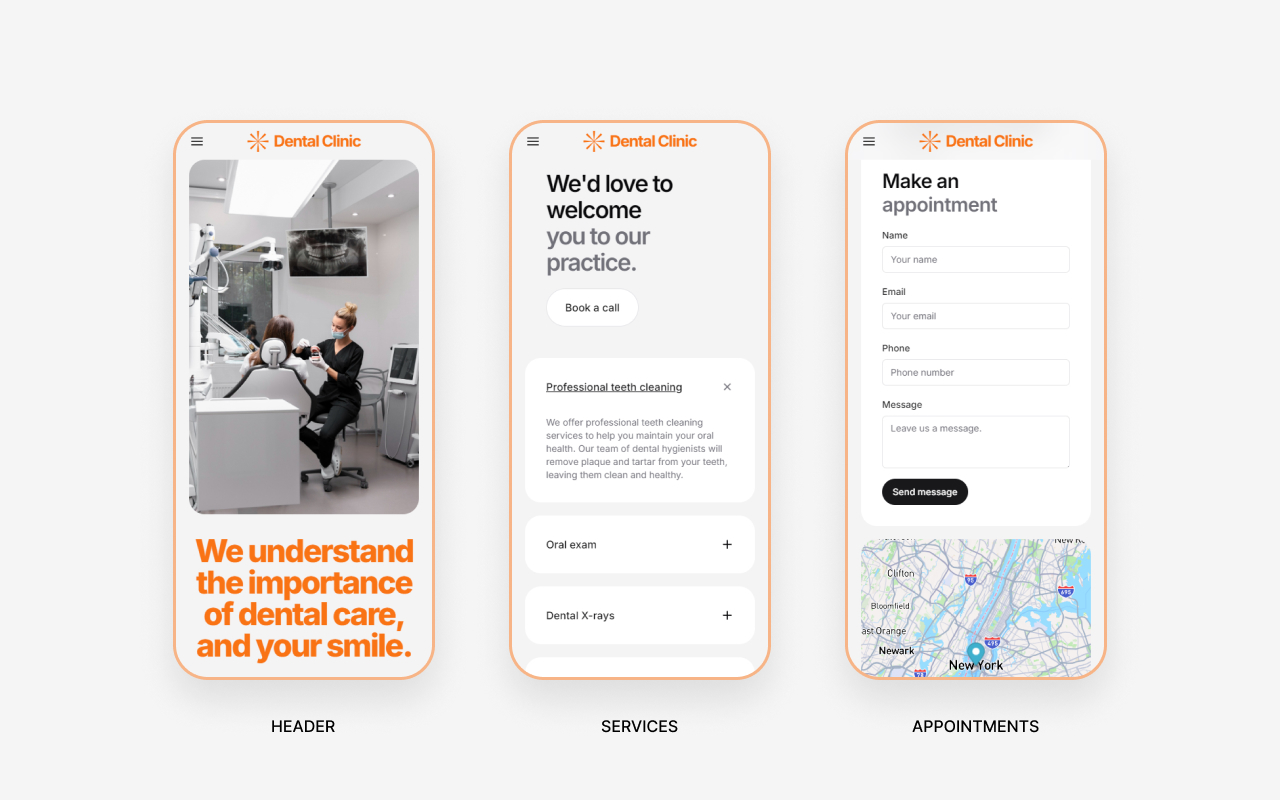 Dental Clinic
We understand
the importance
of dental care,
and your smile.
HEADER
Dental Clinic
We'd love to
welcome
you to our
practice.
Book a call
Professional teeth cleaning
We offer professional teeth cleaning
services to help you maintain your oral
health. Our team of dental hygienists will
remove plaque and tartar from your teeth,
leaving them clean and healthy.
Oral exam
Dental X-rays
SERVICES
Dental Clinic
Make an
appointment
Name
Your name
Email
Your email
Phone
Phone number
Message
Leave us a message.
Send message
Clifton
95
695
Bloomfield
ast Orange
Newark
495
New York
78
APPOINTMENTS